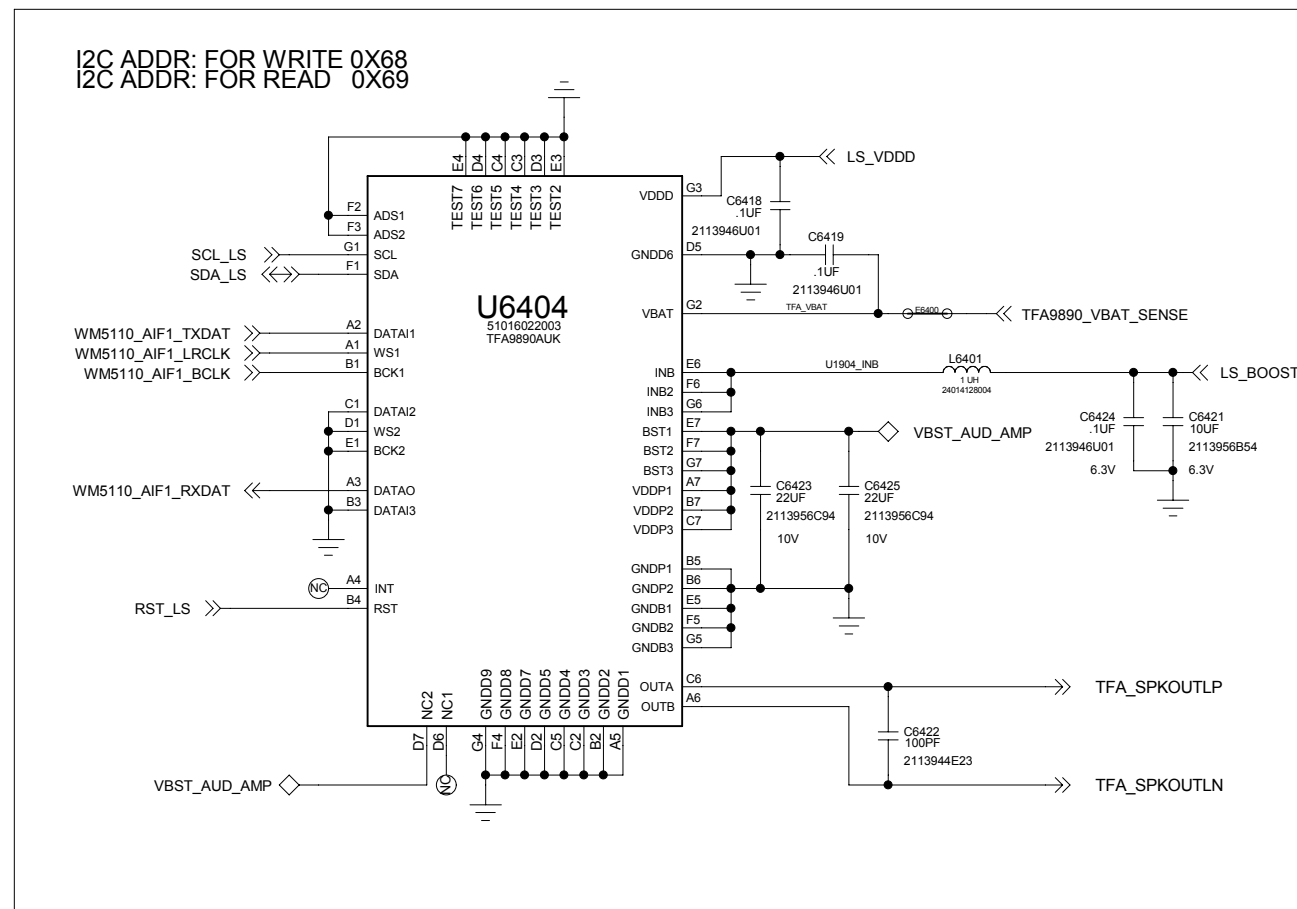 I2C ADDR: FOR WRITE 0X68
I2C ADDR: FOR READ 0X69
E4 D4 C4 C3 D3 E3
TEST7 TEST6 TEST5 TEST4 TEST3 TEST2
F2 ADS1
F3 ADS2
SCL_LS G1 SCL
SDA_LS F1 SDA
WM5110_AIF1_TXDAT A2 DATAI1
WM5110_AIF1_LRCLK A1 WS1
WM5110_AIF1_BCLK B1 BCK1
C1 DATAI2
D1 WS2
E1 BCK2
WM5110_AIF1_RXDAT A3 DATAO
B3 DATAI3
NC A4 INT
RST_LS B4 RST
U6404
51016022003
TFA9890AUK
VDDD G3
LS_VDDD
C6418
.1UF
2113946U01
GNDD6 D5
C6419
.1UF
2113946U01
VBAT G2 TFA_VBAT E6400 TFA9890_VBAT_SENSE
INB E6 U1904_INB
L6401
1 UH
24014128004
LS_BOOST
INB2 F6
INB3 G6
C6424
.1UF
2113946U01
6.3V
C6421
10UF
2113956B54
6.3V
BST1 E7 VBST_AUD_AMP
BST2 F7
BST3 G7
VDDP1 A7
VDDP2 B7
VDDP3 C7
C6423
22UF
2113956C94
10V
C6425
22UF
2113956C94
10V
GNDP1 B5
GNDP2 B6
GNDB1 E5
GNDB2 F5
GNDB3 G5
OUTA C6 TFA_SPKOUTLP
OUTB A6
C6422
100PF
2113944E23
TFA_SPKOUTLN
NC2 NC1 GNDD9 GNDD8 GNDD7 GNDD5 GNDD4 GNDD3 GNDD2 GNDD1
D7 D6 G4 F4 E2 D2 C5 C2 B2 A5
VBST_AUD_AMP NC